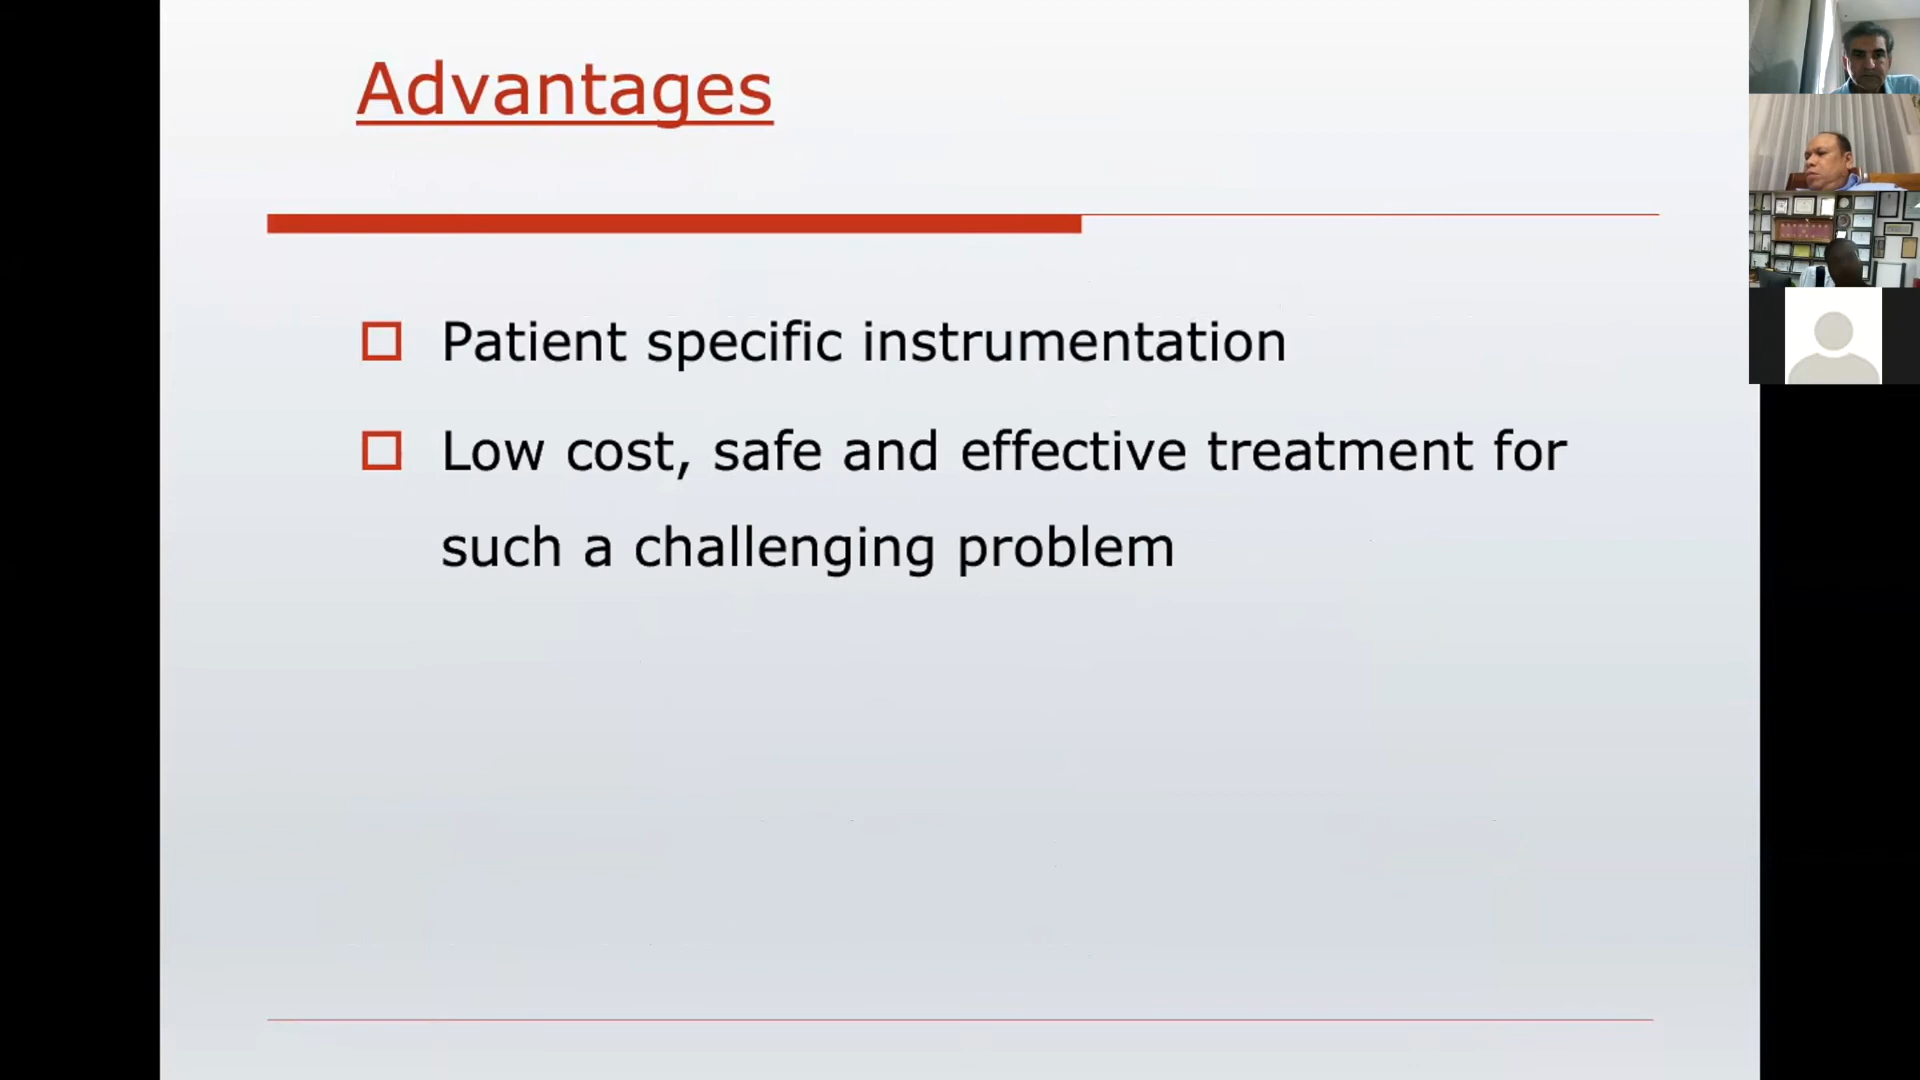 Advantages
Patient specific instrumentation
Low cost, safe and effective treatment for
such a challenging problem